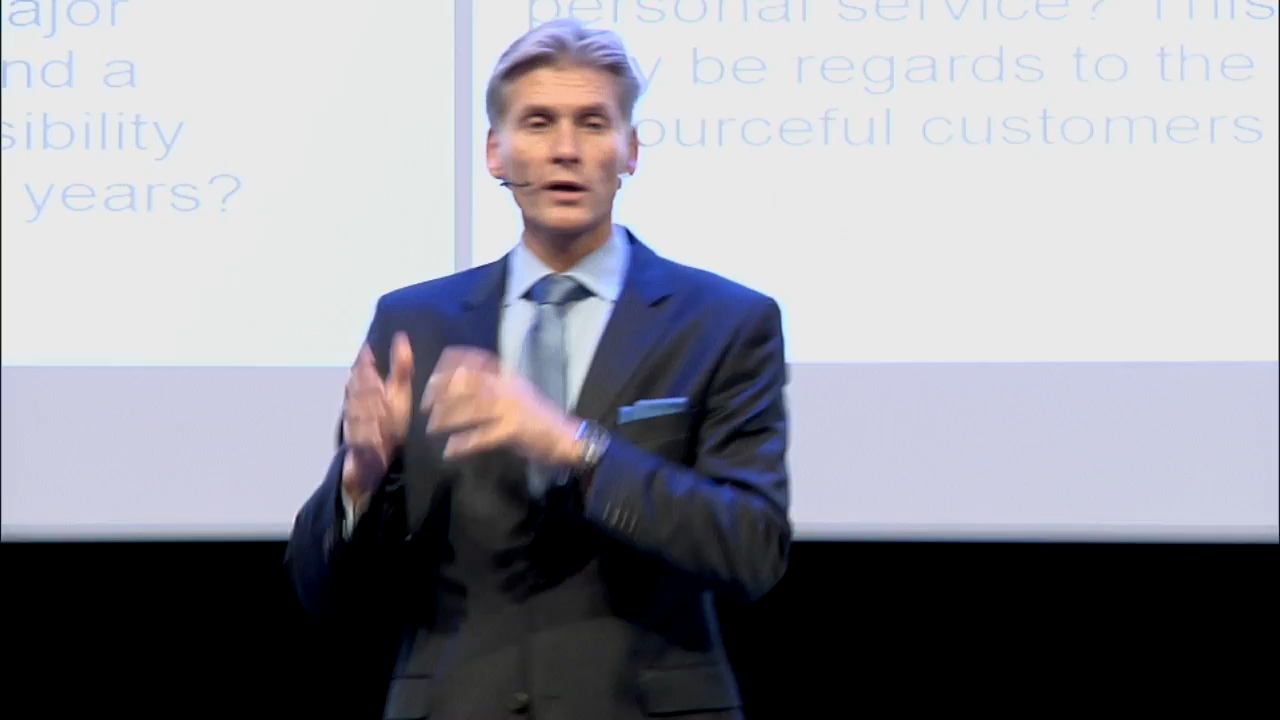 ajor
nd a
sibility
years?
personal service? This
y be regards to the
ourceful customers